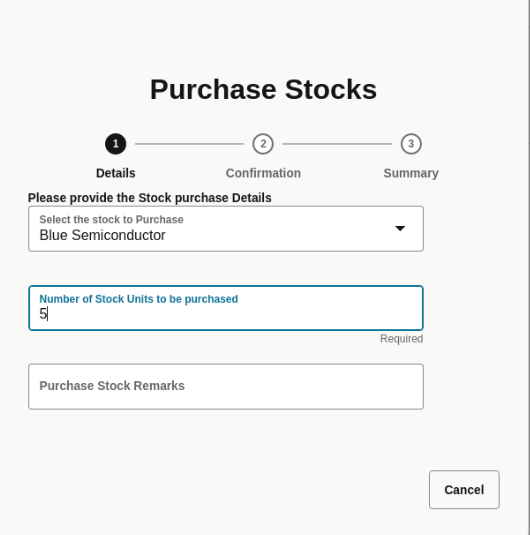 Purchase Stocks
1 2 3
Details Confirmation Summary
Please provide the Stock purchase Details
Select the stock to Purchase
Blue Semiconductor
Number of Stock Units to be purchased
5
Required
Purchase Stock Remarks
Cancel